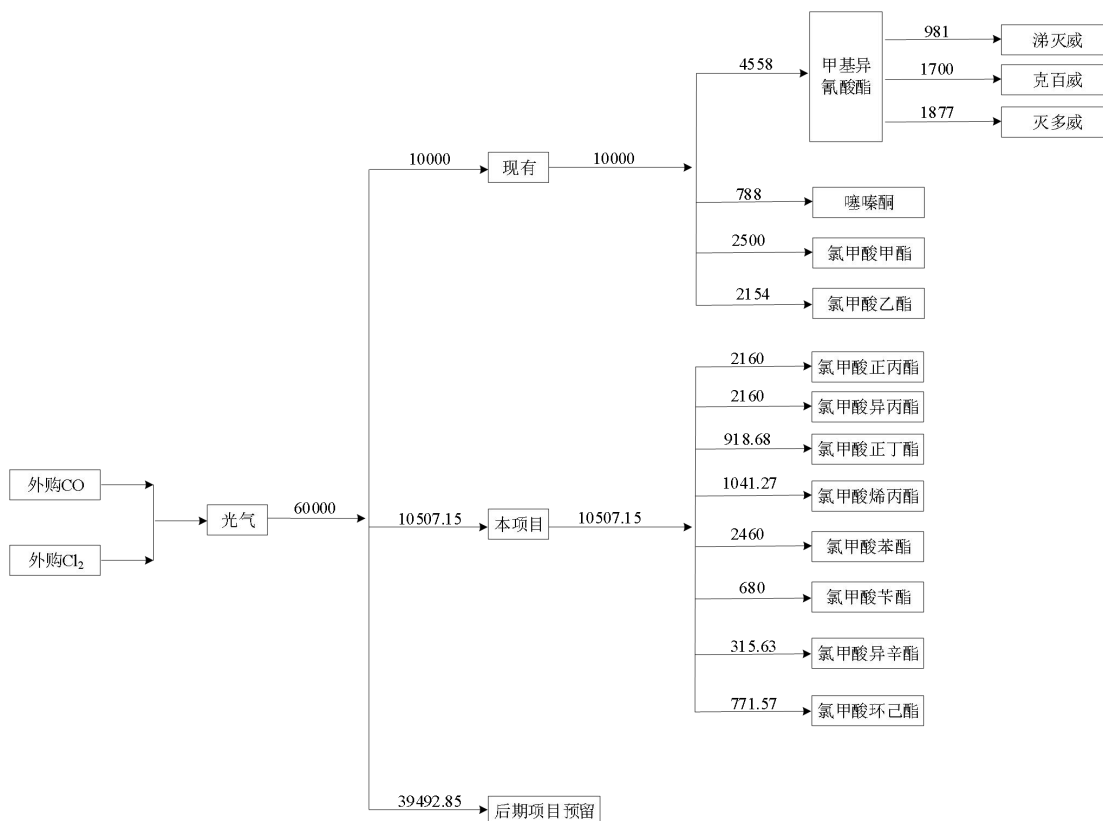 981
涕灭威
4558
甲基异
氰酸酯
1700
克百威
1877
灭多威
10000
现有
10000
788
噻嗪酮
2500
氯甲酸甲酯
2154
氯甲酸乙酯
2160
氯甲酸正丙酯
2160
氯甲酸异丙酯
918.68
氯甲酸正丁酯
外购CO
1041.27
氯甲酸烯丙酯
光气
60000
10507.15
本项目
10507.15
2460
氯甲酸苯酯
外购Cl₂
680
氯甲酸苄酯
315.63
氯甲酸异辛酯
771.57
氯甲酸环己酯
39492.85
后期项目预留